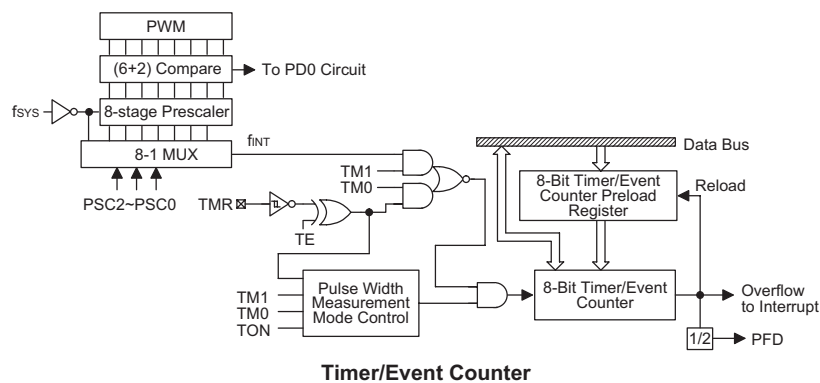 PWM
(6+2) Compare
To PD0 Circuit
fSYS
8-stage Prescaler
8-1 MUX
fINT
PSC2~PSC0
TM1
TM0
TMR
TE
Data Bus
8-Bit Timer/Event
Counter Preload
Register
Reload
TM1
TM0
TON
Pulse Width
Measurement
Mode Control
8-Bit Timer/Event
Counter
Overflow
to Interrupt
1/2
PFD
Timer/Event Counter